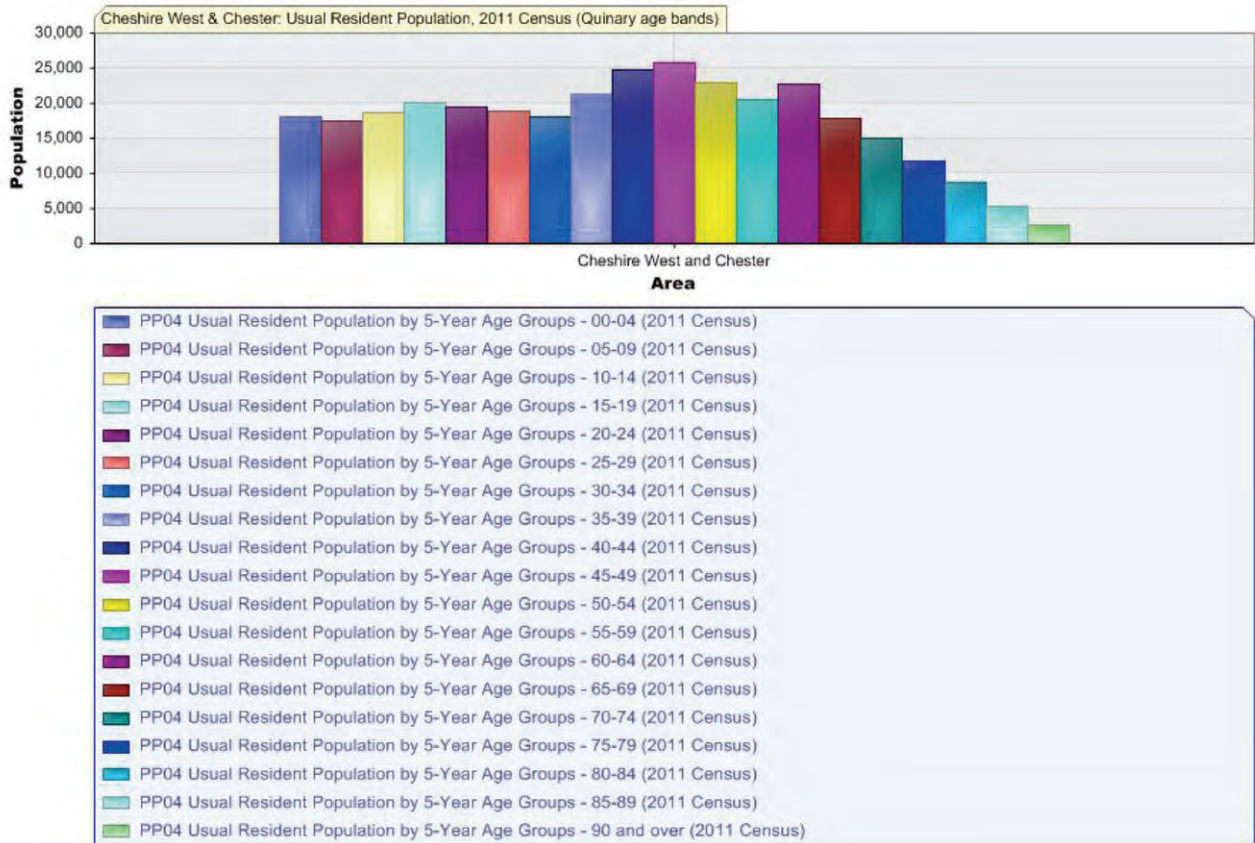 Cheshire West & Chester: Usual Resident Population, 2011 Census (Quinary age bands)
30,000
25,000
20,000
15,000
10,000
5,000
0
Population
Cheshire West and Chester
Area
PP04 Usual Resident Population by 5-Year Age Groups - 00-04 (2011 Census)
PP04 Usual Resident Population by 5-Year Age Groups - 05-09 (2011 Census)
PP04 Usual Resident Population by 5-Year Age Groups - 10-14 (2011 Census)
PP04 Usual Resident Population by 5-Year Age Groups - 15-19 (2011 Census)
PP04 Usual Resident Population by 5-Year Age Groups - 20-24 (2011 Census)
PP04 Usual Resident Population by 5-Year Age Groups - 25-29 (2011 Census)
PP04 Usual Resident Population by 5-Year Age Groups - 30-34 (2011 Census)
PP04 Usual Resident Population by 5-Year Age Groups - 35-39 (2011 Census)
PP04 Usual Resident Population by 5-Year Age Groups - 40-44 (2011 Census)
PP04 Usual Resident Population by 5-Year Age Groups - 45-49 (2011 Census)
PP04 Usual Resident Population by 5-Year Age Groups - 50-54 (2011 Census)
PP04 Usual Resident Population by 5-Year Age Groups - 55-59 (2011 Census)
PP04 Usual Resident Population by 5-Year Age Groups - 60-64 (2011 Census)
PP04 Usual Resident Population by 5-Year Age Groups - 65-69 (2011 Census)
PP04 Usual Resident Population by 5-Year Age Groups - 70-74 (2011 Census)
PP04 Usual Resident Population by 5-Year Age Groups - 75-79 (2011 Census)
PP04 Usual Resident Population by 5-Year Age Groups - 80-84 (2011 Census)
PP04 Usual Resident Population by 5-Year Age Groups - 85-89 (2011 Census)
PP04 Usual Resident Population by 5-Year Age Groups - 90 and over (2011 Census)